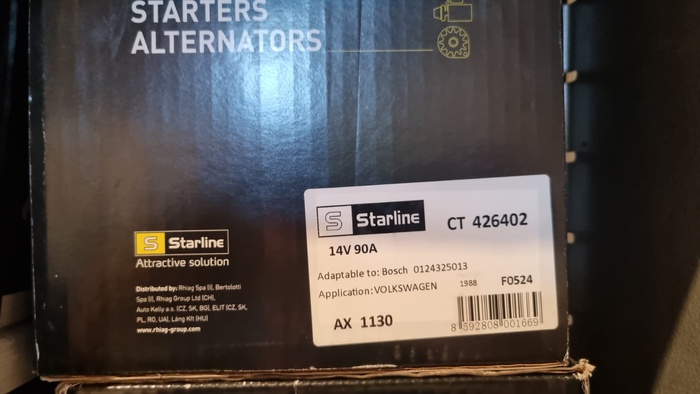 STARTERS
ALTERNATORS
S Starline
CT 426402
14V 90A
Adaptable to: Bosch 0124325013
Application: VOLKSWAGEN 1988 F0524
AX 1130
8 592808 001669
S Starline
Attractive solution
Distributed by: Rhiag Spa (I), Bertolotti
Spa (I), Rhiag Group Ltd (CH),
Auto Kelly a.s. (CZ, SK, BG), ELIT (CZ, SK,
PL, RO, UA), Láng Kft (HU)
www.rhiag-group.com